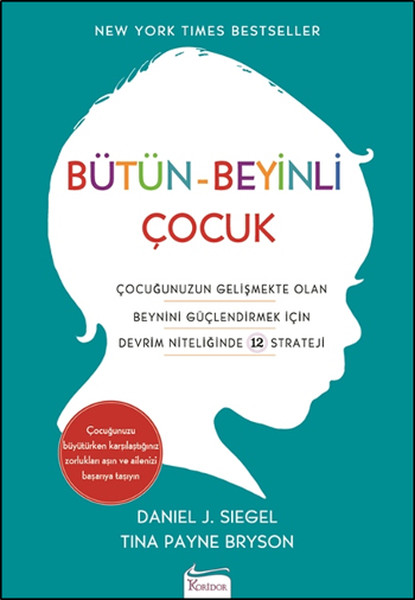 NEW YORK TIMES BESTSELLER
BÜTÜN-BEYİNLİ
ÇOCUK
ÇOCUĞUNUZUN GELİŞMEKTE OLAN
BEYNİNİ GÜÇLENDİRMEK İÇİN
DEVRİM NİTELİĞİNDE 12 STRATEJİ
Çocuğunuzu
büyütürken karşılaştığınız
zorlukları aşın ve ailenizi
başarıya taşıyın
DANIEL J. SIEGEL
TINA PAYNE BRYSON
KORİDOR